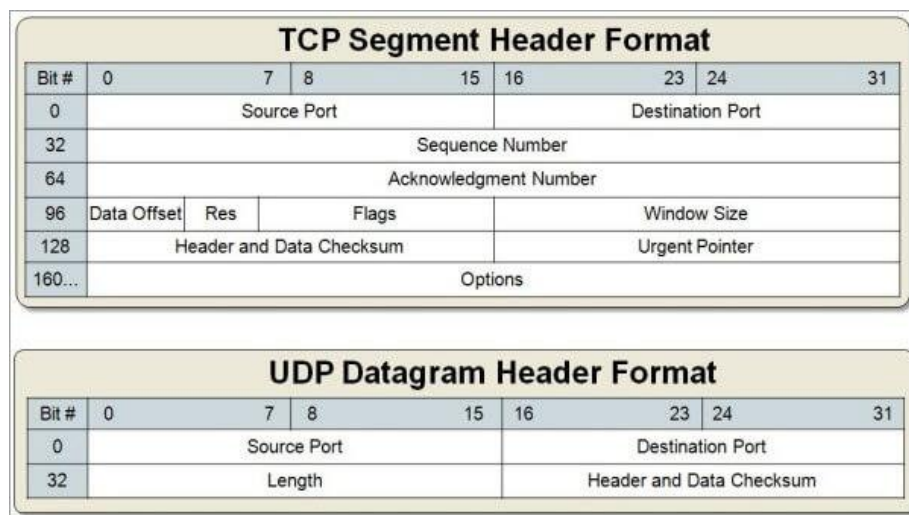 TCP Segment Header Format
Bit # 0 7 8 15 16 23 24 31
0 Source Port Destination Port
32 Sequence Number
64 Acknowledgment Number
96 Data Offset Res Flags Window Size
128 Header and Data Checksum Urgent Pointer
160... Options
UDP Datagram Header Format
Bit # 0 7 8 15 16 23 24 31
0 Source Port Destination Port
32 Length Header and Data Checksum